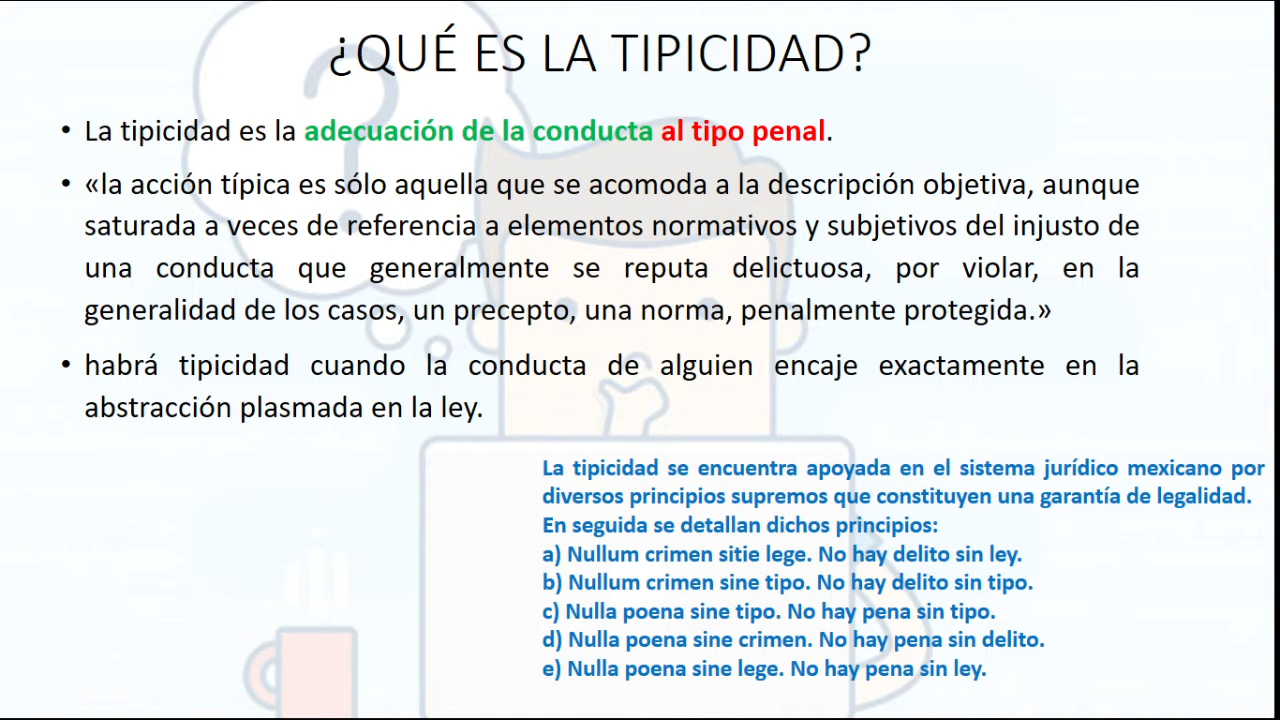 ¿QUÉ ES LA TIPICIDAD?
• La tipicidad es la adecuación de la conducta al tipo penal.
• «la acción típica es sólo aquella que se acomoda a la descripción objetiva, aunque
saturada a veces de referencia a elementos normativos y subjetivos del injusto de
una conducta que generalmente se reputa delictuosa, por violar, en la
generalidad de los casos, un precepto, una norma, penalmente protegida.»
• habrá tipicidad cuando la conducta de alguien encaje exactamente en la
abstracción plasmada en la ley.
La tipicidad se encuentra apoyada en el sistema jurídico mexicano por
diversos principios supremos que constituyen una garantía de legalidad.
En seguida se detallan dichos principios:
a) Nullum crimen sitie lege. No hay delito sin ley.
b) Nullum crimen sine tipo. No hay delito sin tipo.
c) Nulla poena sine tipo. No hay pena sin tipo.
d) Nulla poena sine crimen. No hay pena sin delito.
e) Nulla poena sine lege. No hay pena sin ley.